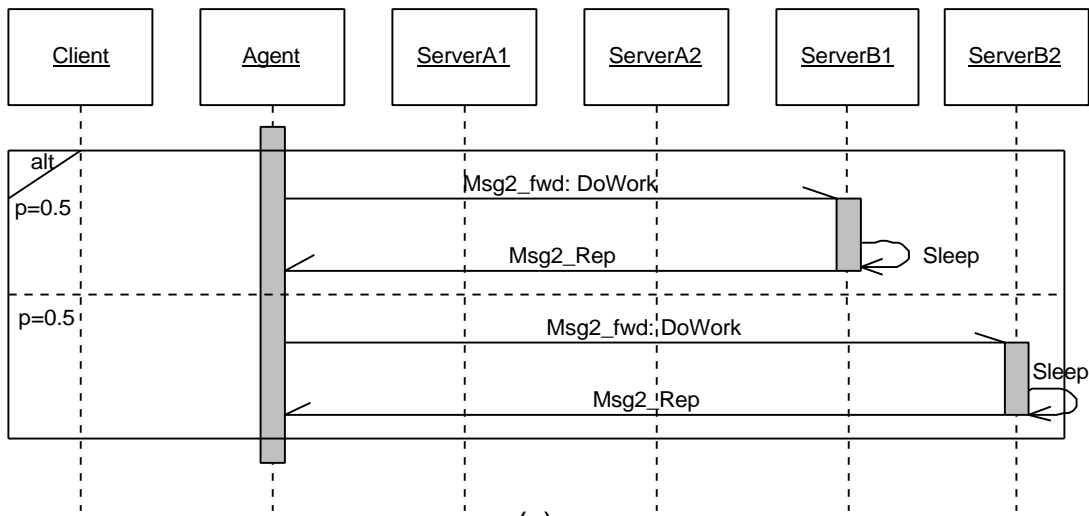 Client
Agent
ServerA1
ServerA2
ServerB1
ServerB2
alt
p=0.5
Msg2_fwd: DoWork
Msg2_Rep
Sleep
p=0.5
Msg2_fwd: DoWork
Sleep
Msg2_Rep